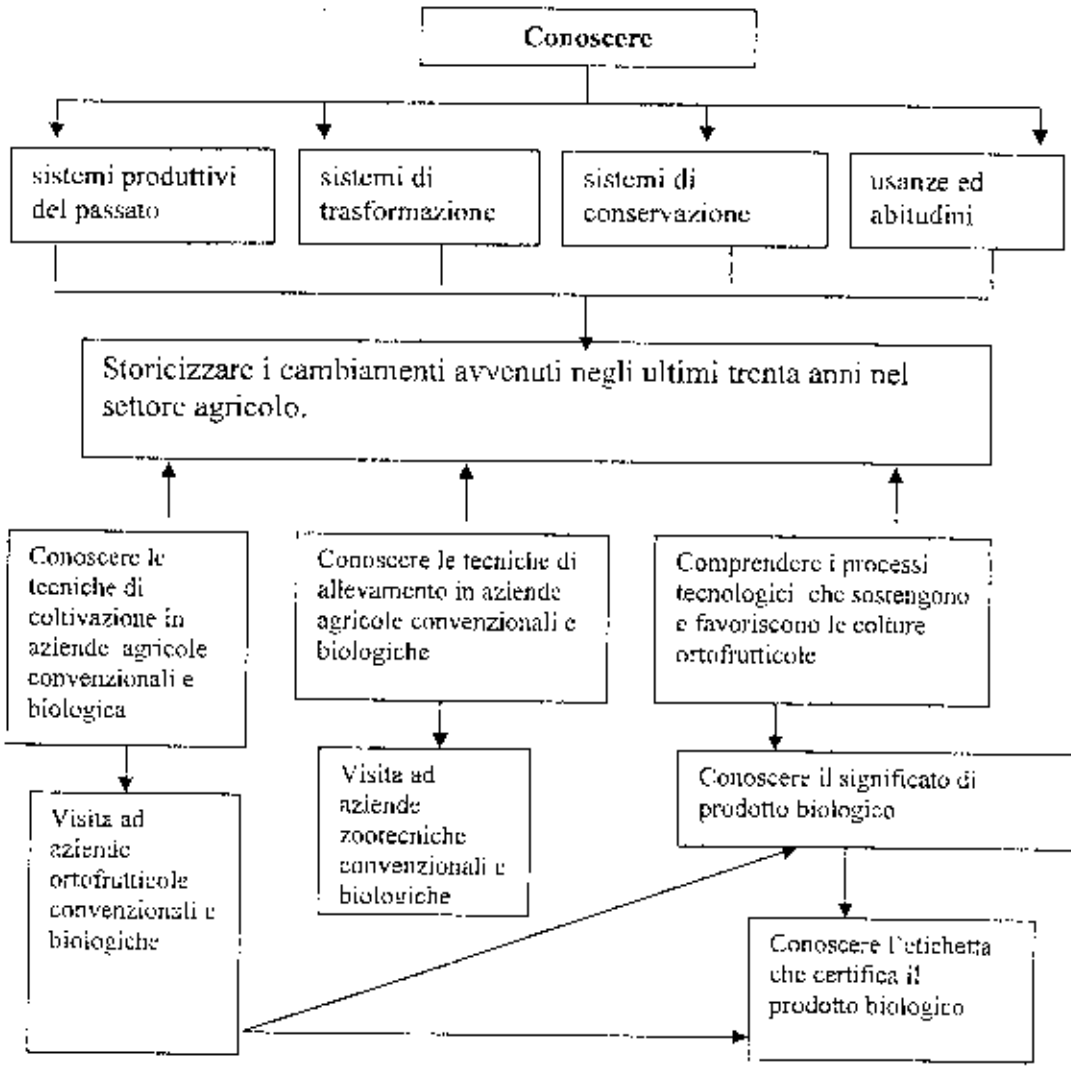 Conoscere
sistemi produttivi
del passato
sistemi di
trasformazione
sistemi di
conservazione
usanze ed
abitudini
Storicizzare i cambiamenti avvenuti negli ultimi trenta anni nel
settore agricolo.
Conoscere le
tecniche di
coltivazione in
aziende agricole
convenzionali e
biologica
Conoscere le tecniche di
allevamento in aziende
agricole convenzionali e
biologiche
Comprendere i processi
tecnologici che sostengono
e favoriscono le colture
ortofrutticole
Visita ad
aziende
ortofrutticole
convenzionali e
biologiche
Visita ad
aziende
zootecniche
convenzionali e
biologiche
Conoscere il significato di
prodotto biologico
Conoscere l'etichetta
che certifica il
prodotto biologico